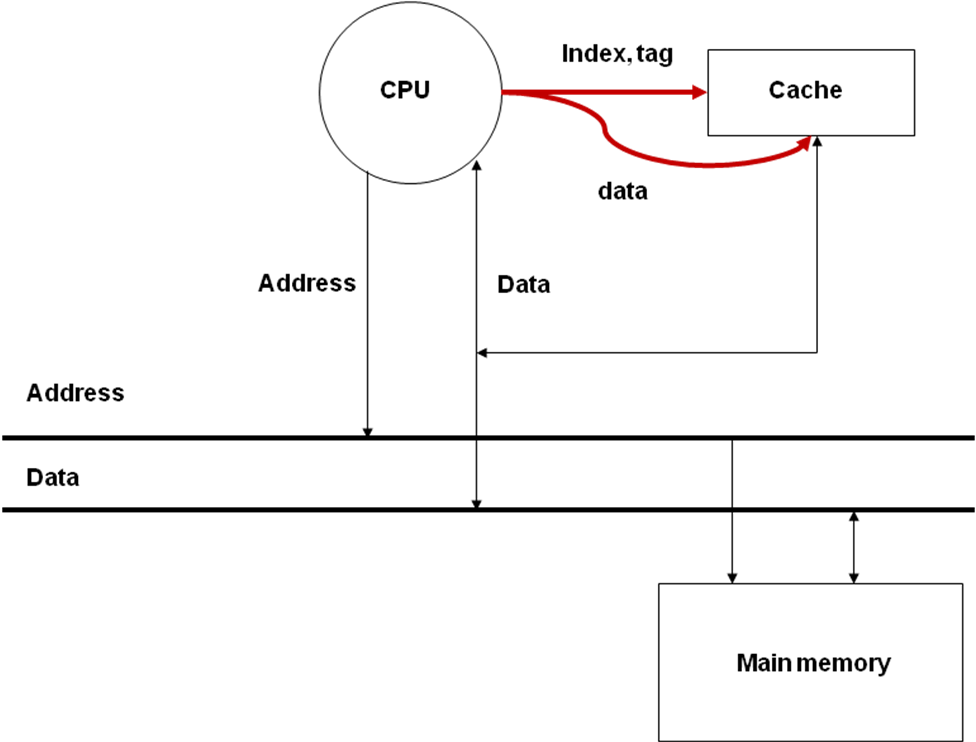 Index, tag
CPU
Cache
data
Address
Data
Address
Data
Main memory